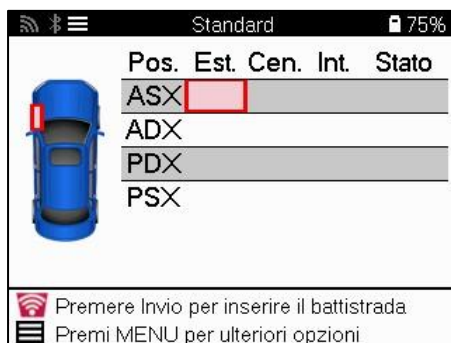 Standard 75%
Pos. Est. Cen. Int. Stato
ASX
ADX
PDX
PSX
Premere Invio per inserire il battistrada
Premi MENU per ulteriori opzioni